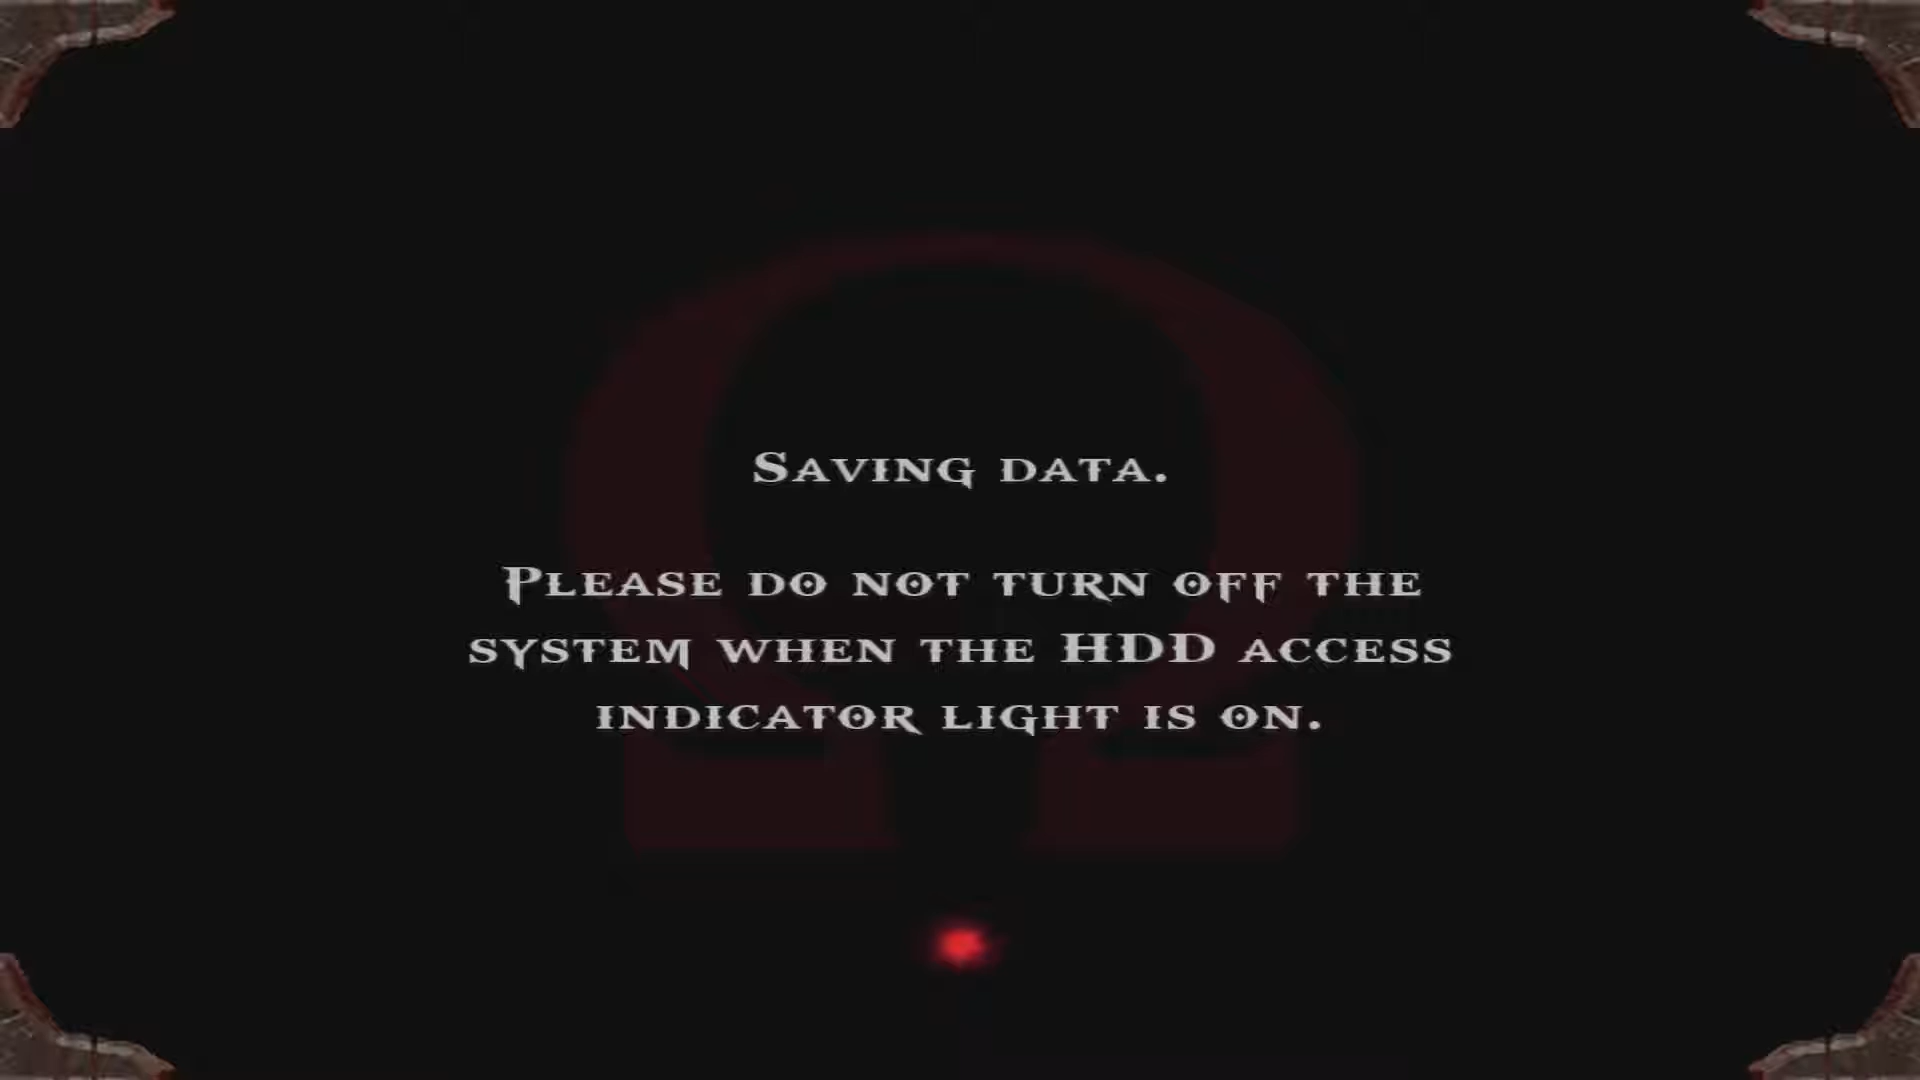 Saving data.
Please do not turn off the
system when the HDD access
indicator light is on.